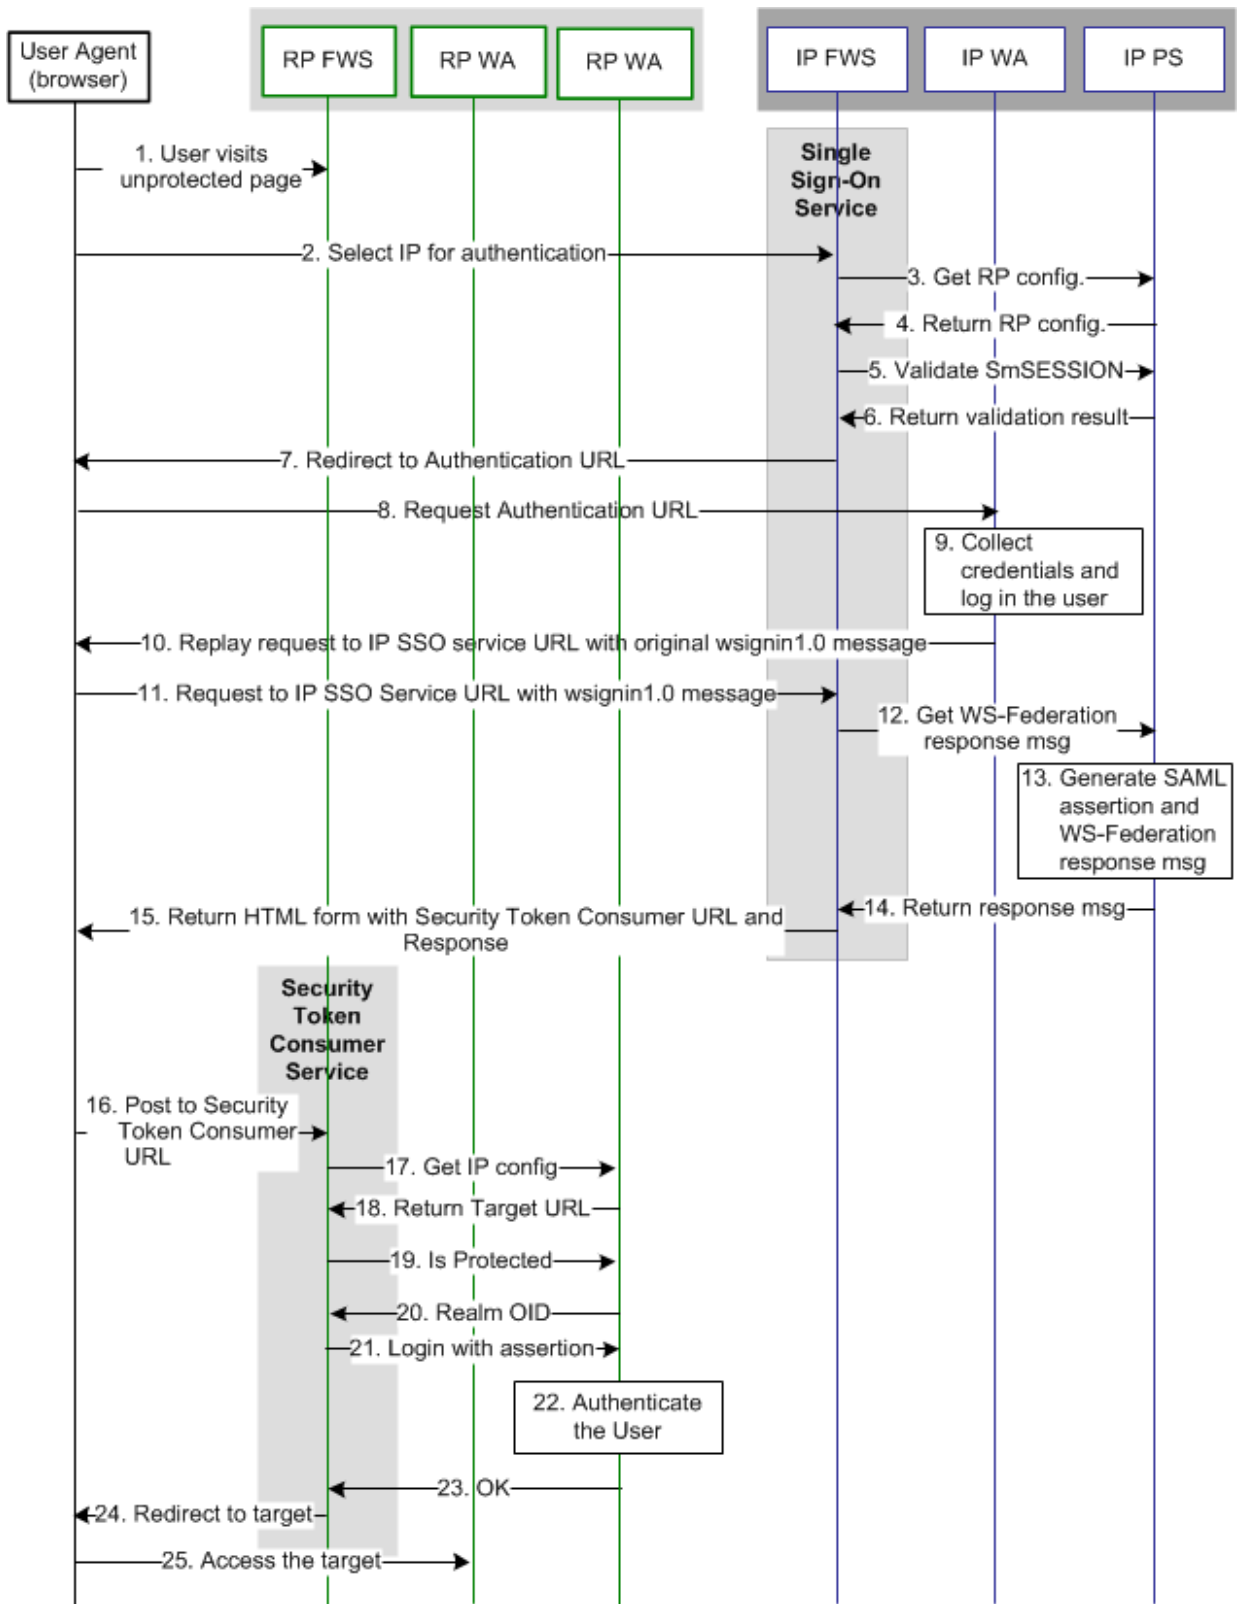 User Agent
(browser)
RP FWS
RP WA
RP WA
IP FWS
IP WA
IP PS
Single
Sign-On
Service
1. User visits
unprotected page
2. Select IP for authentication
3. Get RP config.
4. Return RP config.
5. Validate SmSESSION
6. Return validation result
7. Redirect to Authentication URL
8. Request Authentication URL
9. Collect
credentials and
log in the user
10. Replay request to IP SSO service URL with original wsignin1.0 message
11. Request to IP SSO Service URL with wsignin1.0 message
12. Get WS-Federation
response msg
13. Generate SAML
assertion and
WS-Federation
response msg
14. Return response msg
15. Return HTML form with Security Token Consumer URL and
Response
Security
Token
Consumer
Service
16. Post to Security
Token Consumer
URL
17. Get IP config
18. Return Target URL
19. Is Protected
20. Realm OID
21. Login with assertion
22. Authenticate
the User
23. OK
24. Redirect to target
25. Access the target